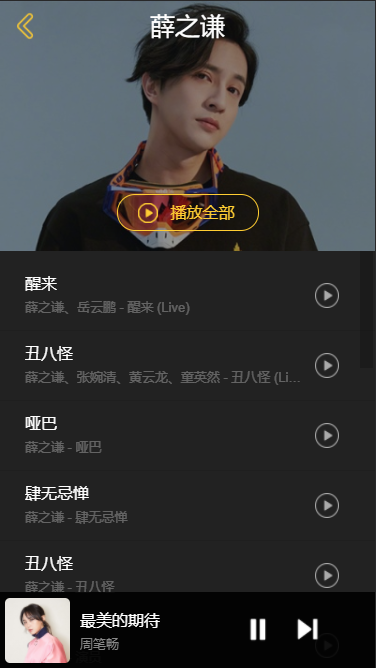 薛之谦
播放全部
醒来
薛之谦、岳云鹏 - 醒来 (Live)
丑八怪
薛之谦、张婉清、黄云龙、童英然 - 丑八怪 (Li...
哑巴
薛之谦 - 哑巴
肆无忌惮
薛之谦 - 肆无忌惮
丑八怪
薛之谦 - 丑八怪
最美的期待
周笔畅